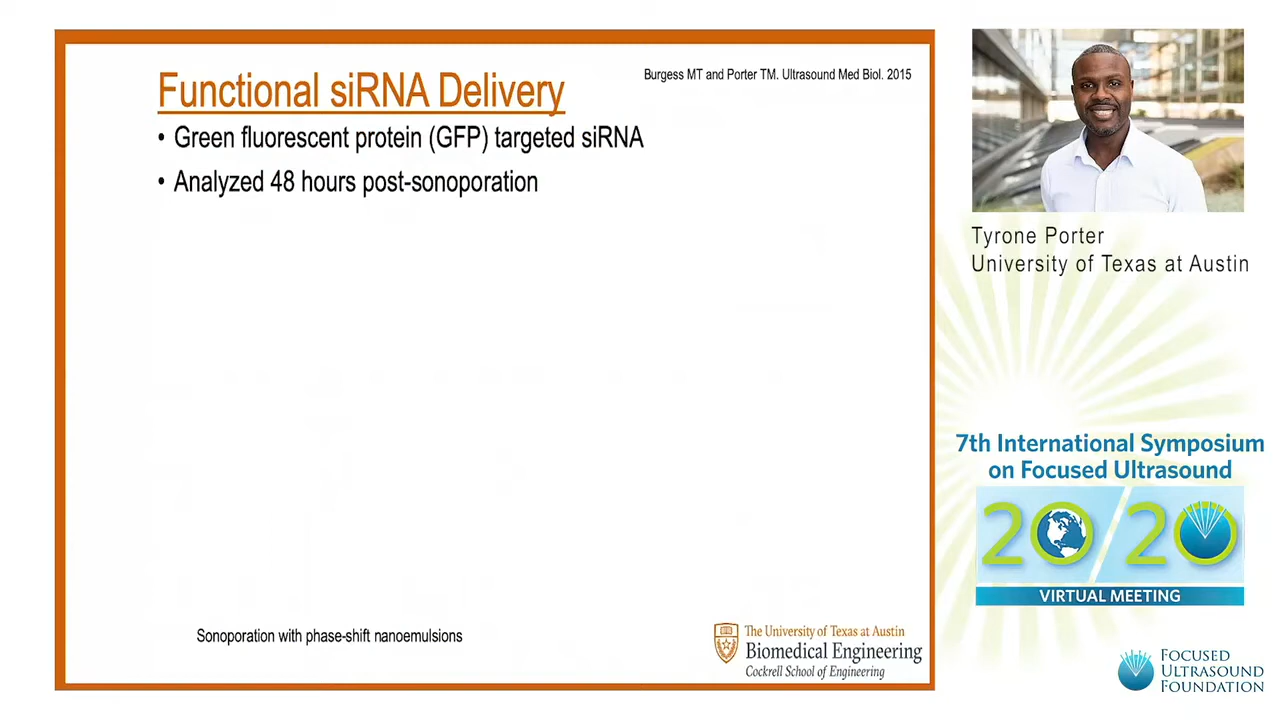 Functional siRNA Delivery
Burgess MT and Porter TM. Ultrasound Med Biol. 2015
• Green fluorescent protein (GFP) targeted siRNA
• Analyzed 48 hours post-sonoporation
Sonoporation with phase-shift nanoemulsions
The University of Texas at Austin
Biomedical Engineering
Cockrell School of Engineering
Tyrone Porter
University of Texas at Austin
7th International Symposium
on Focused Ultrasound
20/20
VIRTUAL MEETING
FOCUSED
ULTRASOUND
FOUNDATION